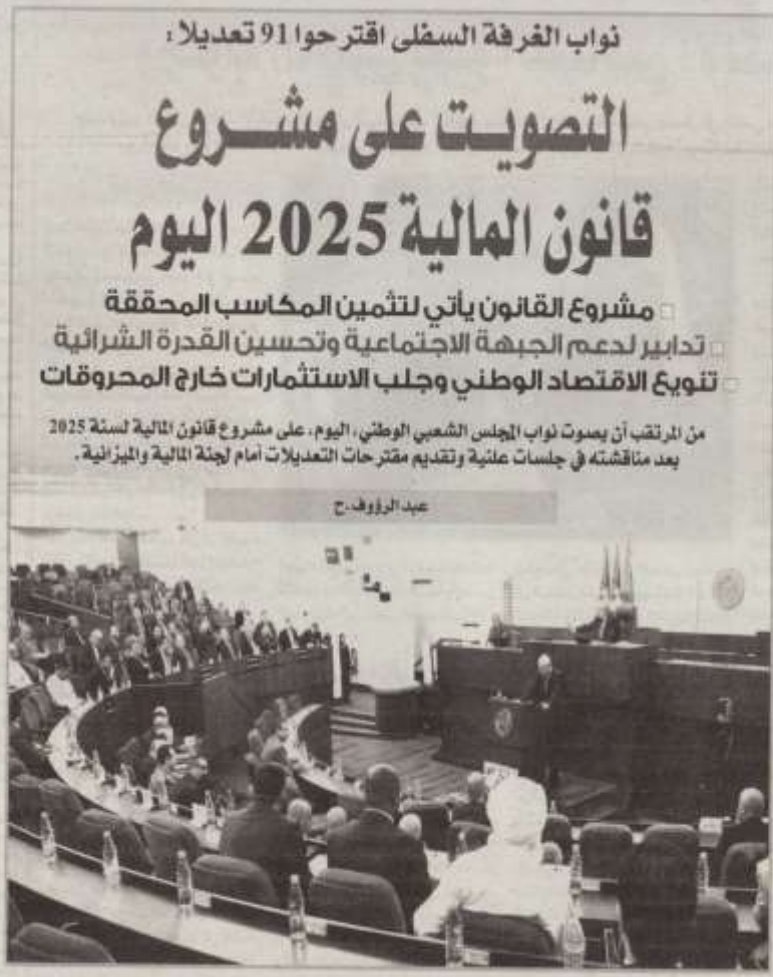 نواب الغرفة السفلى اقترحوا 91 تعديلا:
التصويت على مشروع
قانون المالية 2025 اليوم
مشروع القانون يأتي لتثمين المكاسب المحققة
تدابير لدعم الجبهة الاجتماعية وتحسين القدرة الشرائية
تنويع الاقتصاد الوطني وجلب الاستثمارات خارج المحروقات
من المرتقب أن يصوت نواب المجلس الشعبي الوطني، اليوم، على مشروع قانون المالية لسنة 2025
بعد مناقشته في جلسات علنية وتقديم مقترحات التعديلات أمام لجنة المالية والميزانية.
عبد الرؤوف.ح